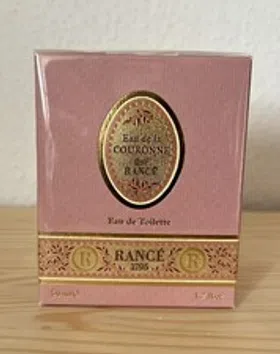 Eau de la
COURONNE
RANCÉ
Eau de Toilette
R RANCÉ R
1795